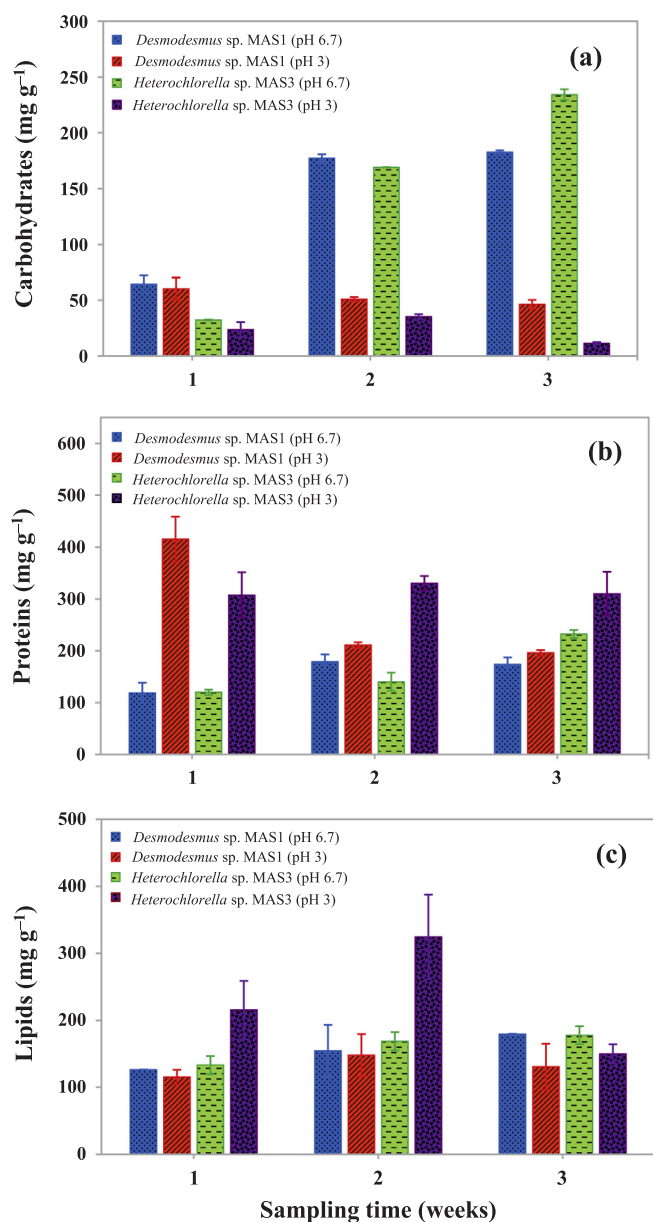 300
250
200
150
100
50
0
Carbohydrates (mg g⁻¹)
Desmodesmus sp. MAS1 (pH 6.7)
Desmodesmus sp. MAS1 (pH 3)
Heterochlorella sp. MAS3 (pH 6.7)
Heterochlorella sp. MAS3 (pH 3)
(a)
1 2 3
600
500
400
300
200
100
0
Proteins (mg g⁻¹)
Desmodesmus sp. MAS1 (pH 6.7)
Desmodesmus sp. MAS1 (pH 3)
Heterochlorella sp. MAS3 (pH 6.7)
Heterochlorella sp. MAS3 (pH 3)
(b)
1 2 3
500
400
300
200
100
0
Lipids (mg g⁻¹)
Desmodesmus sp. MAS1 (pH 6.7)
Desmodesmus sp. MAS1 (pH 3)
Heterochlorella sp. MAS3 (pH 6.7)
Heterochlorella sp. MAS3 (pH 3)
(c)
1 2 3
Sampling time (weeks)